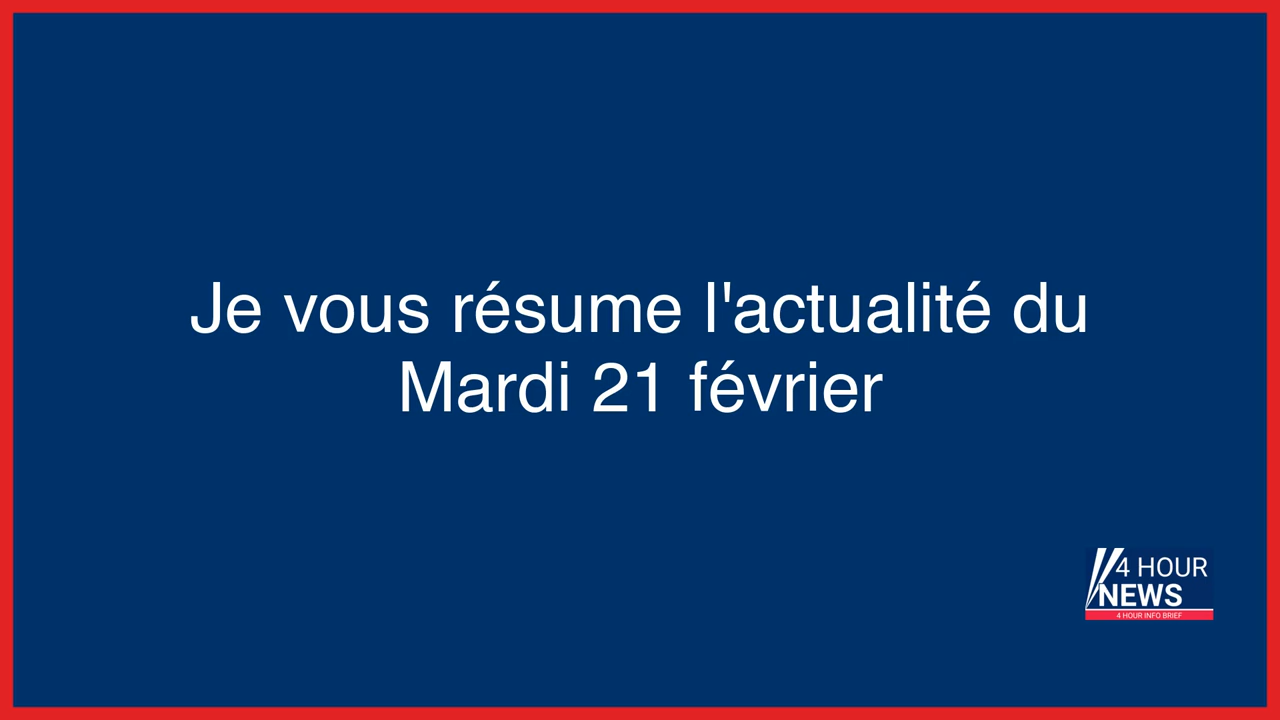 Je vous résume l'actualité du
Mardi 21 février
4 HOUR
NEWS
4 HOUR INFO BRIEF